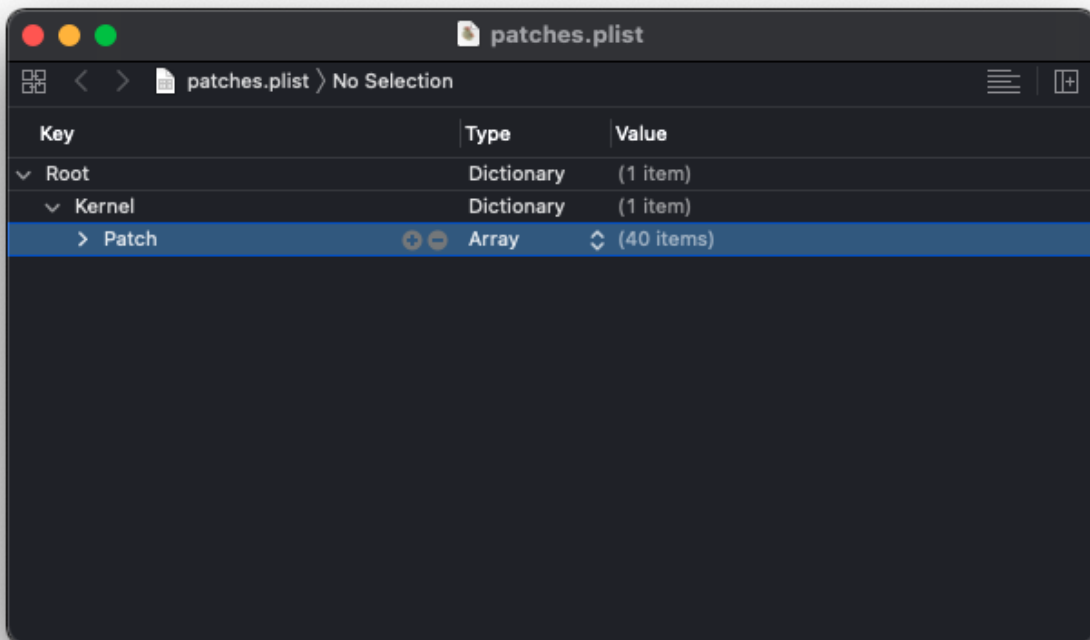 patches.plist
patches.plist 〉 No Selection
Key Type Value
Root Dictionary (1 item)
Kernel Dictionary (1 item)
Patch Array (40 items)